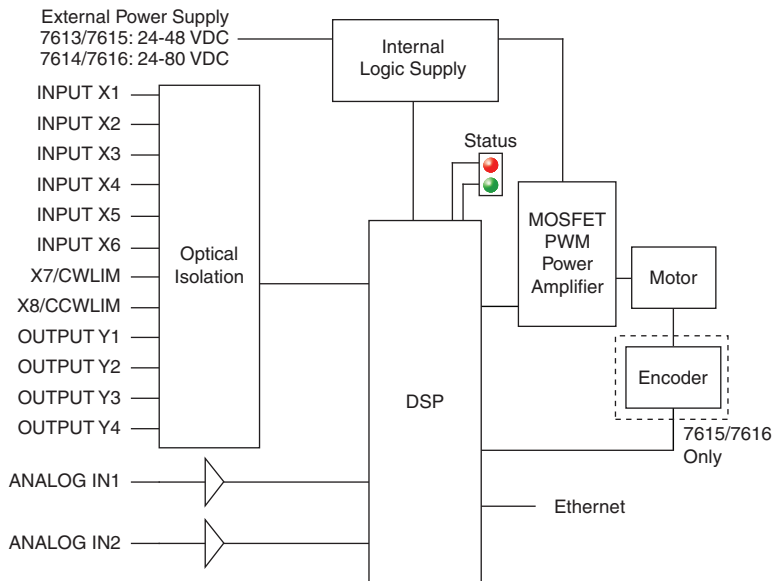 External Power Supply
7613/7615: 24-48 VDC
7614/7616: 24-80 VDC
Internal
Logic Supply
INPUT X1
INPUT X2
INPUT X3
INPUT X4
INPUT X5
INPUT X6
X7/CWLIM
X8/CCWLIM
OUTPUT Y1
OUTPUT Y2
OUTPUT Y3
OUTPUT Y4
Optical
Isolation
Status
MOSFET
PWM
Power
Amplifier
Motor
Encoder
7615/7616
Only
DSP
ANALOG IN1
ANALOG IN2
Ethernet